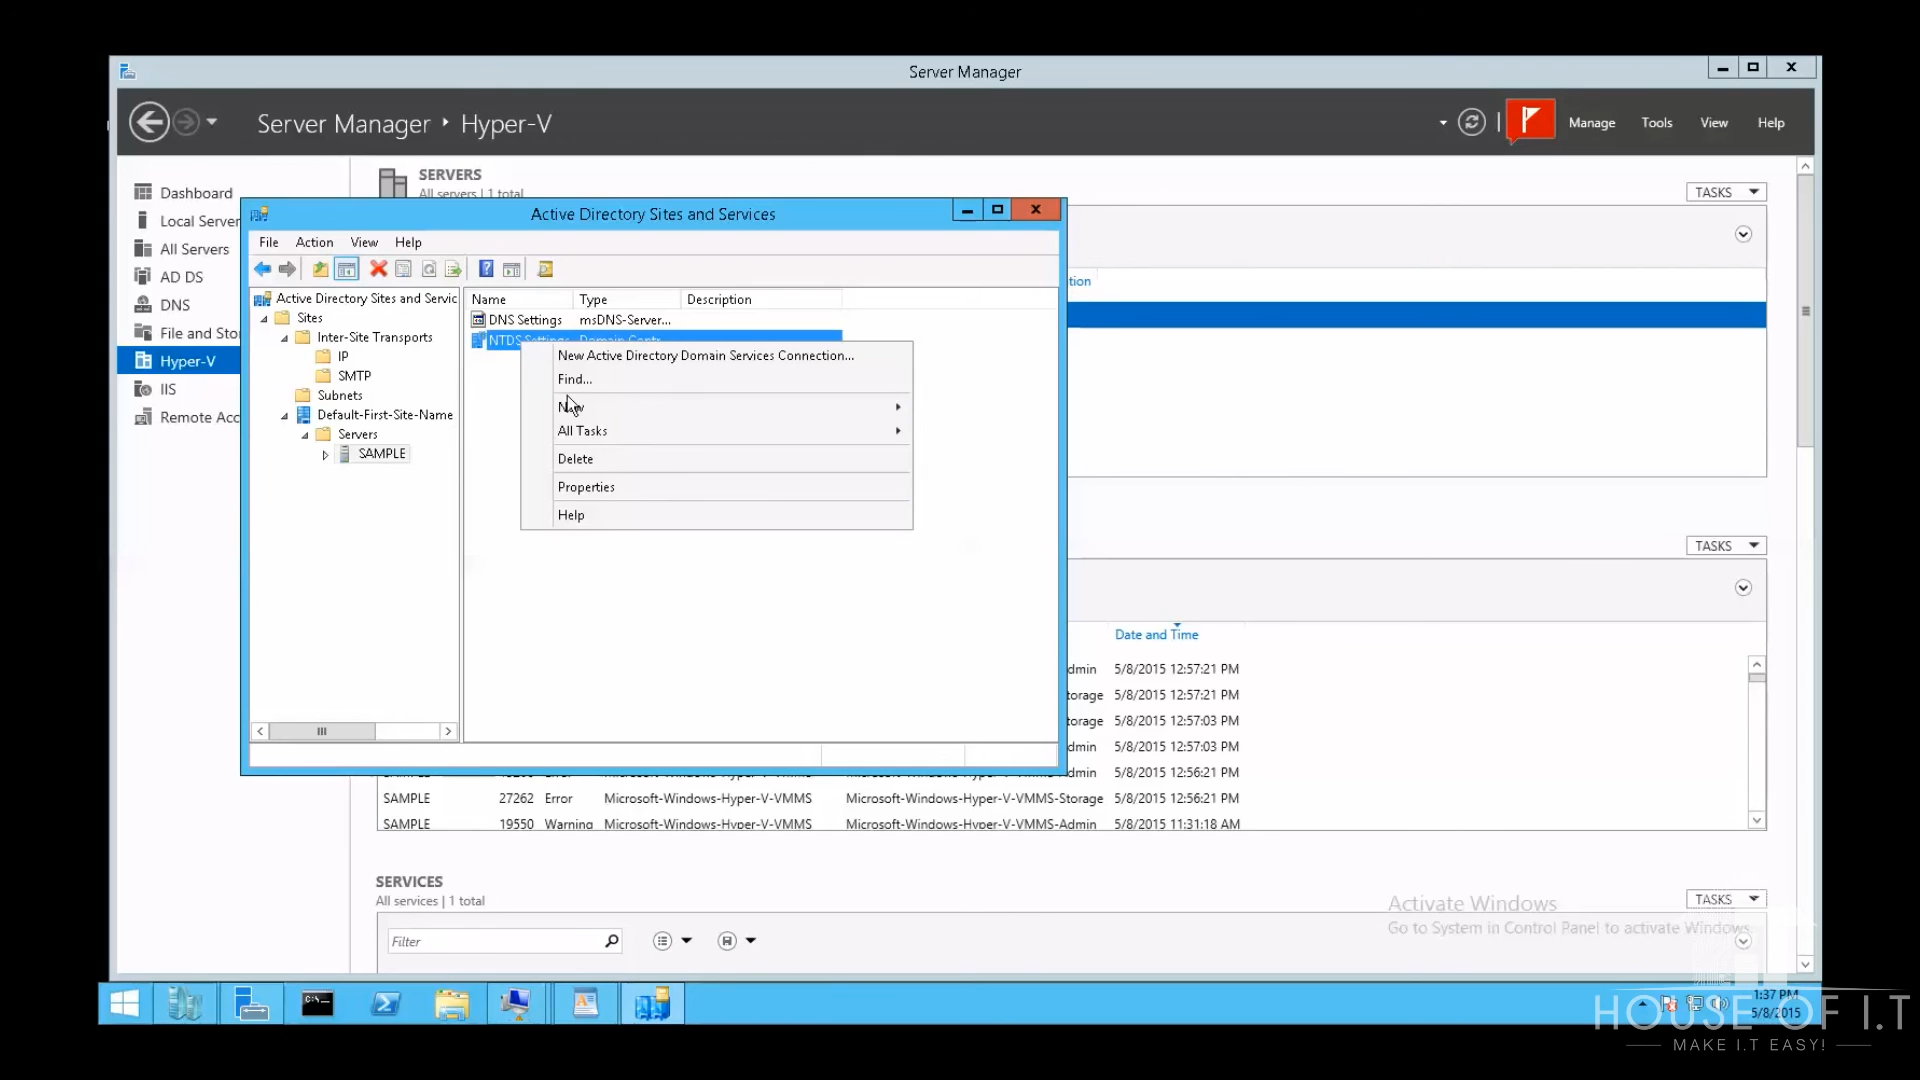 Server Manager
Server Manager ‣ Hyper-V
Manage Tools View Help
Dashboard
Local Server
All Servers
AD DS
DNS
File and Sto
Hyper-V
IIS
Remote Acc
SERVERS
All servers | 1 total
TASKS
tion
Active Directory Sites and Services
File Action View Help
Active Directory Sites and Servic
Sites
Inter-Site Transports
IP
SMTP
Subnets
Default-First-Site-Name
Servers
SAMPLE
Name Type Description
DNS Settings msDNS-Server...
NTDS Settings Domain Contr
New Active Directory Domain Services Connection...
Find...
New
All Tasks
Delete
Properties
Help
TASKS
Date and Time
dmin 5/8/2015 12:57:21 PM
torage 5/8/2015 12:57:21 PM
torage 5/8/2015 12:57:03 PM
dmin 5/8/2015 12:57:03 PM
dmin 5/8/2015 12:56:21 PM
SAMPLE 27262 Error Microsoft-Windows-Hyper-V-VMMS Microsoft-Windows-Hyper-V-VMMS-Storage 5/8/2015 12:56:21 PM
SAMPLE 19550 Warning Microsoft-Windows-Hyper-V-VMMS Microsoft-Windows-Hyper-V-VMMS-Admin 5/8/2015 11:31:18 AM
SERVICES
All services | 1 total
TASKS
Filter
Activate Windows
Go to System in Control Panel to activate Windows.
1:37 PM
5/8/2015
HOUSE OF I.T
MAKE I.T EASY!